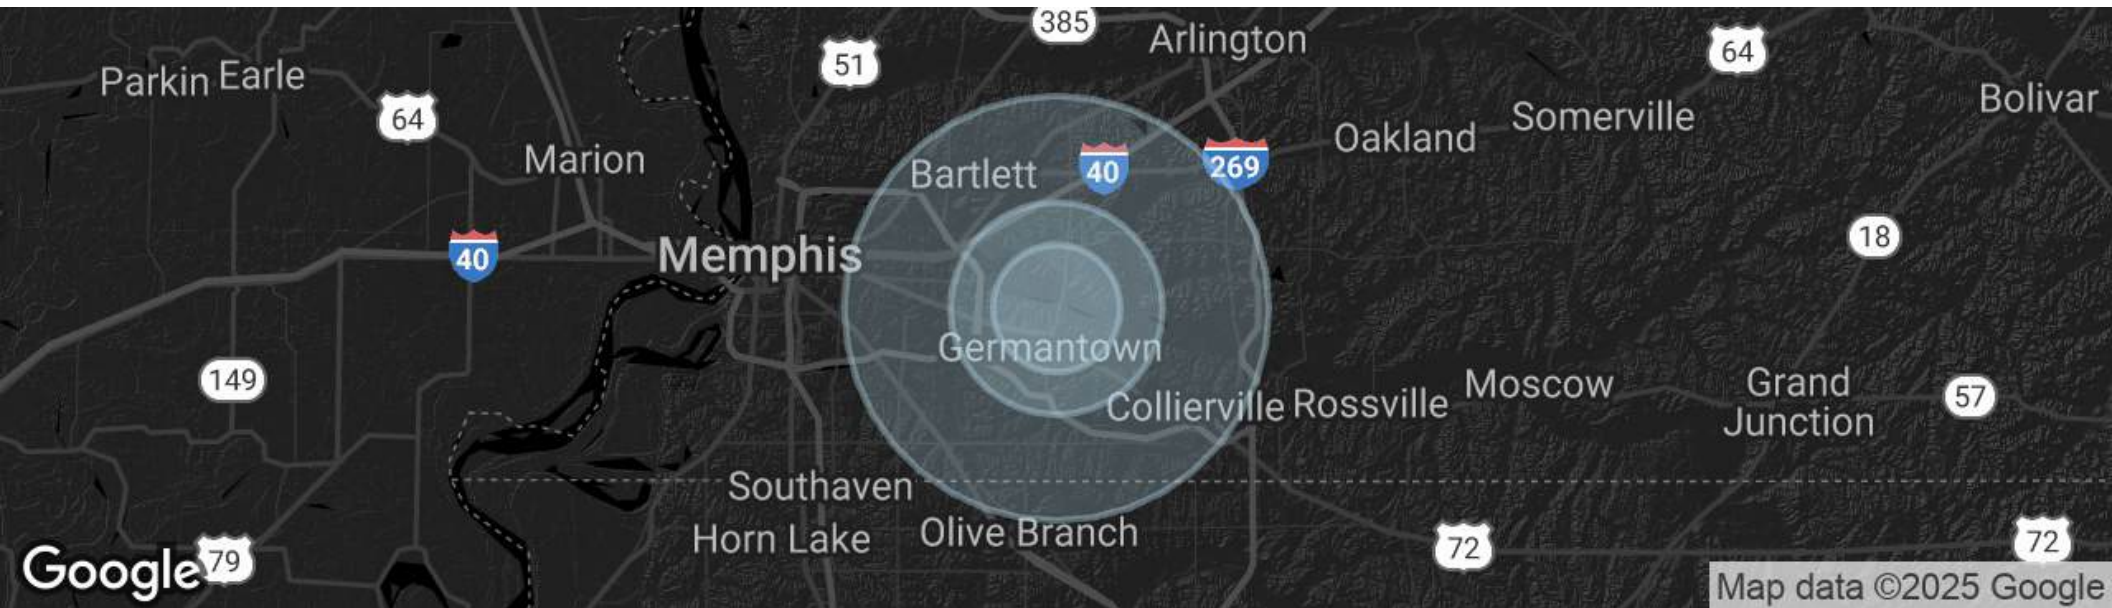 385
Arlington
51
64
Parkin
Earle
Bolivar
64
Somerville
Oakland
Marion
Bartlett
40
269
18
Memphis
40
Germantown
149
Moscow
Grand
Junction
57
Collierville
Rossville
Southaven
Olive Branch
Horn Lake
72
72
79
Google
Map data ©2025 Google